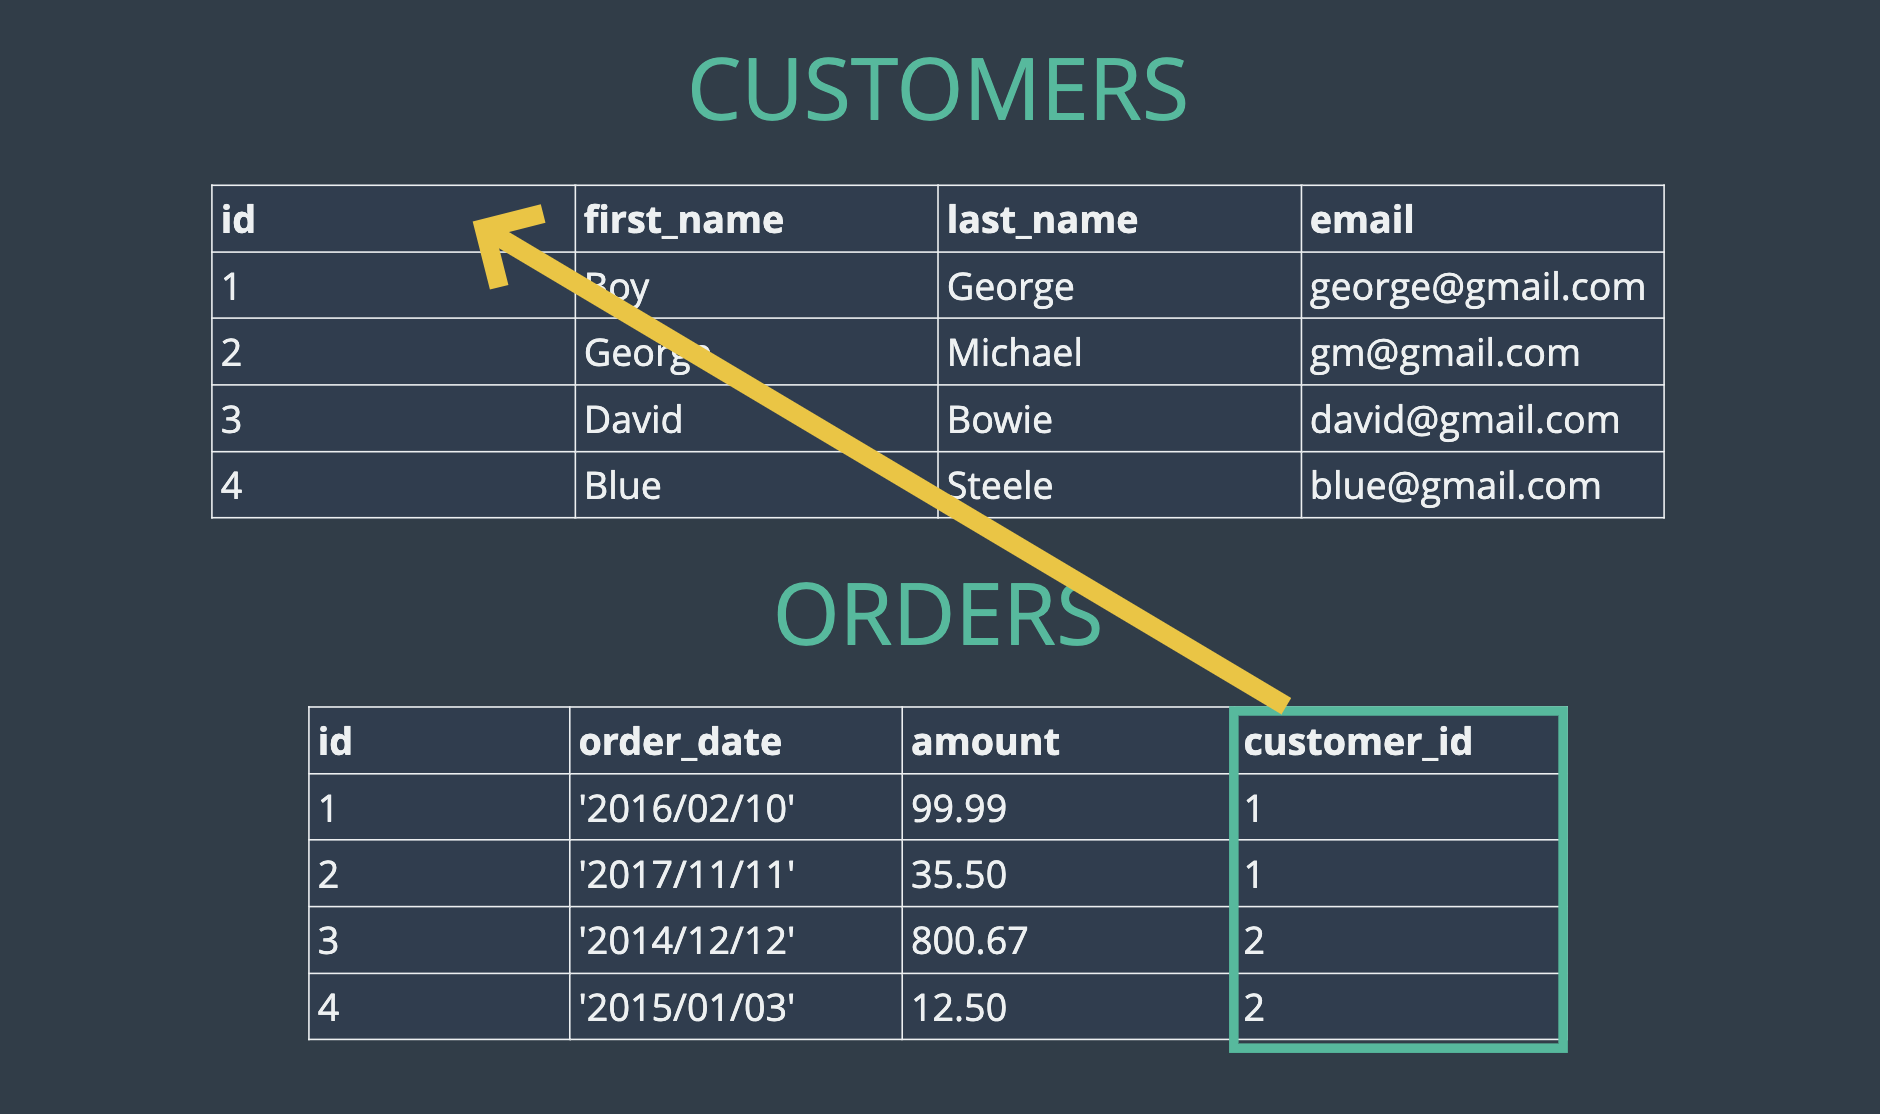 CUSTOMERS
id first_name last_name email
1 Boy George george@gmail.com
2 George Michael gm@gmail.com
3 David Bowie david@gmail.com
4 Blue Steele blue@gmail.com
ORDERS
id order_date amount customer_id
1 '2016/02/10' 99.99 1
2 '2017/11/11' 35.50 1
3 '2014/12/12' 800.67 2
4 '2015/01/03' 12.50 2